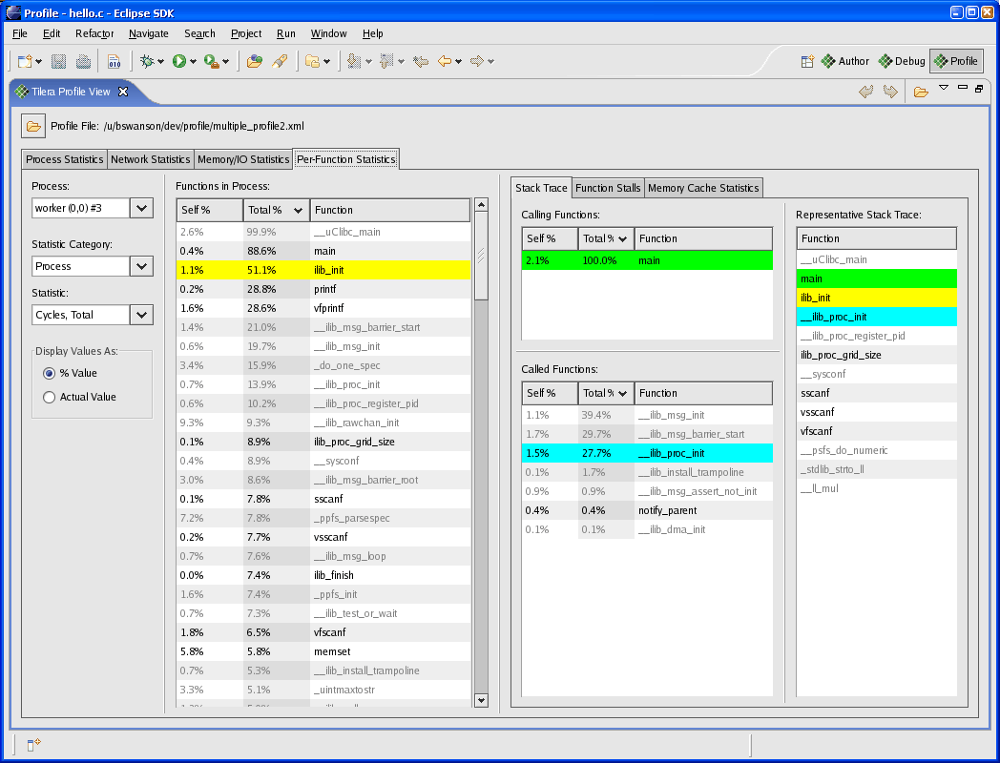 Profile - hello.c - Eclipse SDK
File Edit Refactor Navigate Search Project Run Window Help
010 Author Debug Profile
Tilera Profile View
Profile File: /u/bswanson/dev/profile/multiple_profile2.xml
Process Statistics Network Statistics Memory/IO Statistics Per-Function Statistics
Process:
worker (0,0) #3
Statistic Category:
Process
Statistic:
Cycles, Total
Display Values As:
% Value
Actual Value
Functions in Process:
Self % Total % Function
2.6% 99.9% __uClibc_main
0.4% 88.6% main
1.1% 51.1% ilib_init
0.2% 28.8% printf
1.6% 28.6% vfprintf
1.4% 21.0% __ilib_msg_barrier_start
0.6% 19.7% __ilib_msg_init
3.4% 15.9% _do_one_spec
0.7% 13.9% __ilib_proc_init
0.6% 10.2% __ilib_proc_register_pid
9.3% 9.3% __ilib_rawchan_init
0.1% 8.9% ilib_proc_grid_size
0.4% 8.9% __sysconf
3.0% 8.6% __ilib_msg_barrier_root
0.1% 7.8% sscanf
7.2% 7.8% _ppfs_parsespec
0.2% 7.7% vsscanf
0.7% 7.6% __ilib_msg_loop
0.0% 7.4% ilib_finish
1.6% 7.4% _ppfs_init
0.7% 7.3% __ilib_test_or_wait
1.8% 6.5% vfscanf
5.8% 5.8% memset
0.7% 5.3% __ilib_install_trampoline
3.3% 5.1% _uintmaxtostr
Stack Trace Function Stalls Memory Cache Statistics
Calling Functions:
Self % Total % Function
2.1% 100.0% main
Called Functions:
Self % Total % Function
1.1% 39.4% __ilib_msg_init
1.7% 29.7% __ilib_msg_barrier_start
1.5% 27.7% __ilib_proc_init
0.1% 1.7% __ilib_install_trampoline
0.9% 0.9% __ilib_msg_assert_not_init
0.4% 0.4% notify_parent
0.1% 0.1% __ilib_dma_init
Representative Stack Trace:
Function
__uClibc_main
main
ilib_init
__ilib_proc_init
__ilib_proc_register_pid
ilib_proc_grid_size
__sysconf
sscanf
vsscanf
vfscanf
__psfs_do_numeric
_stdlib_strto_ll
__ll_mul